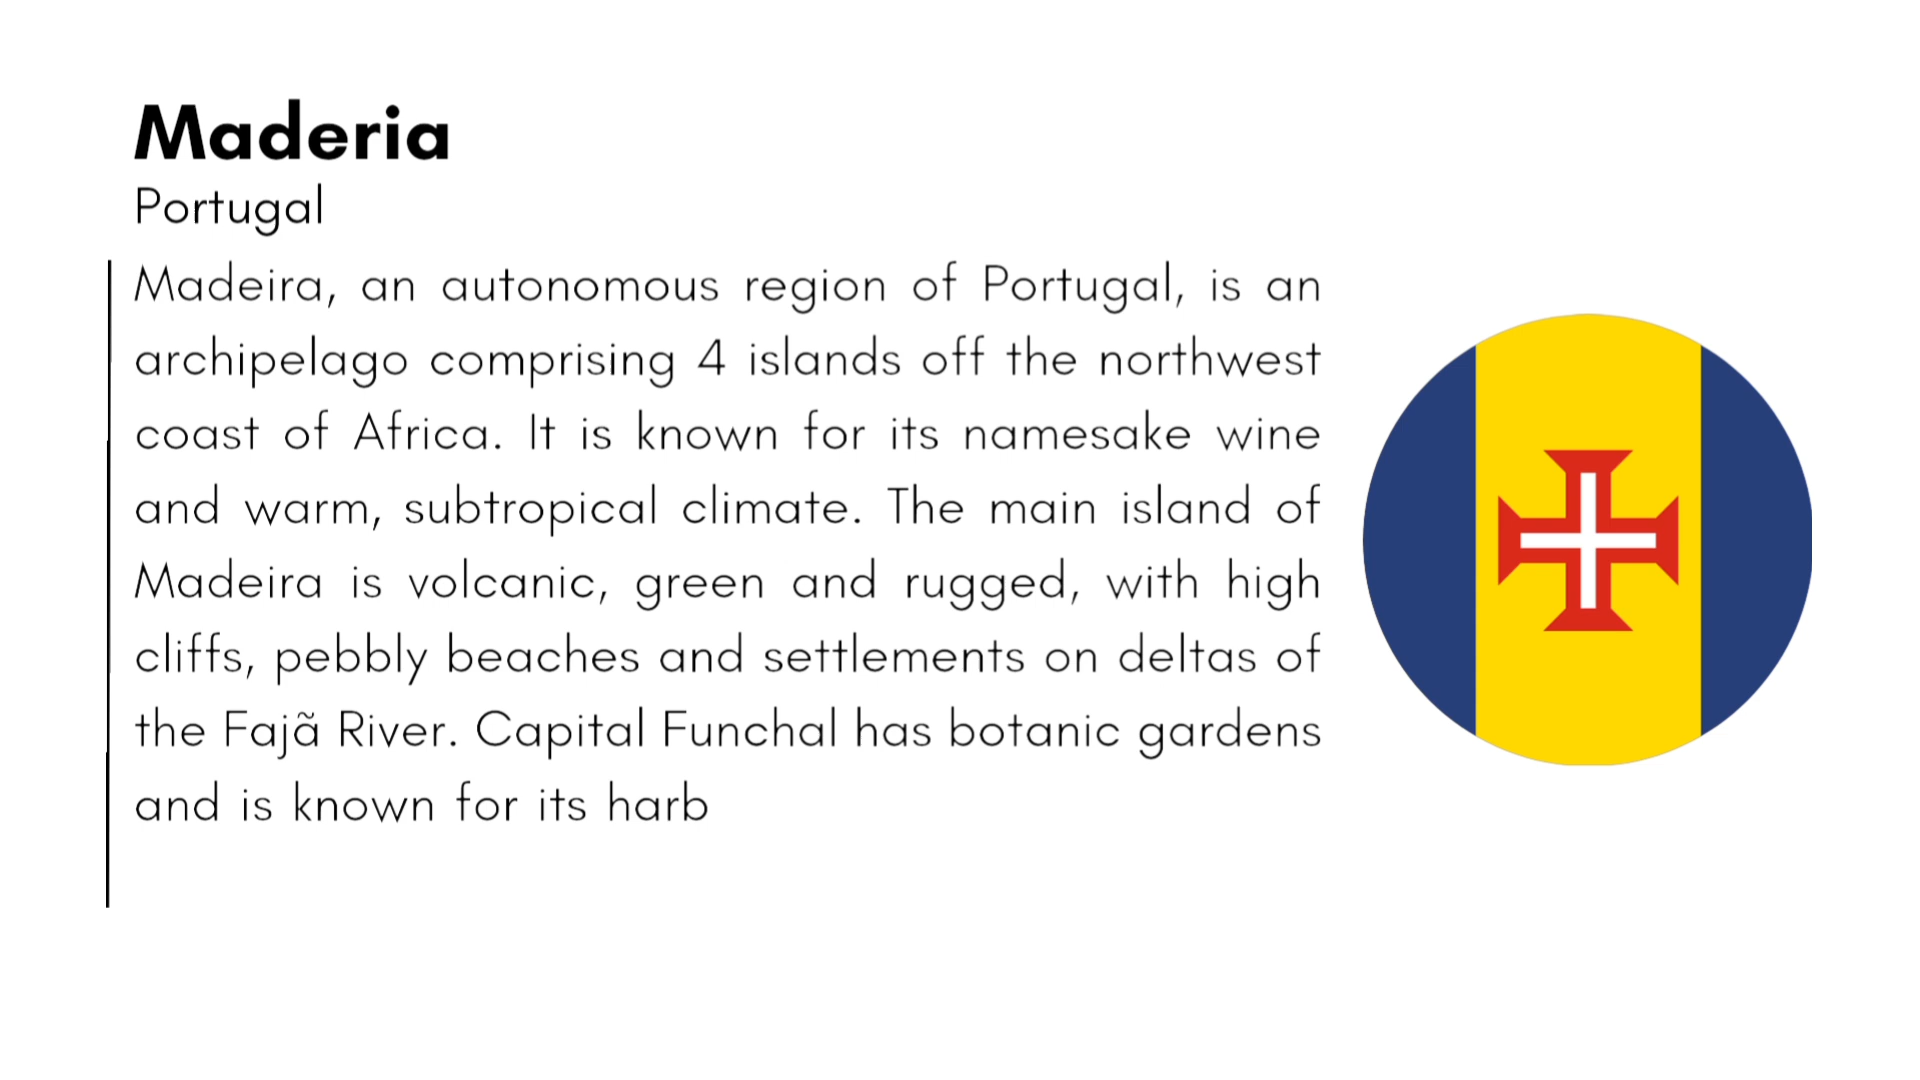 Maderia
Portugal
Madeira, an autonomous region of Portugal, is an
archipelago comprising 4 islands off the northwest
coast of Africa. It is known for its namesake wine
and warm, subtropical climate. The main island of
Madeira is volcanic, green and rugged, with high
cliffs, pebbly beaches and settlements on deltas of
the Fajã River. Capital Funchal has botanic gardens
and is known for its harb